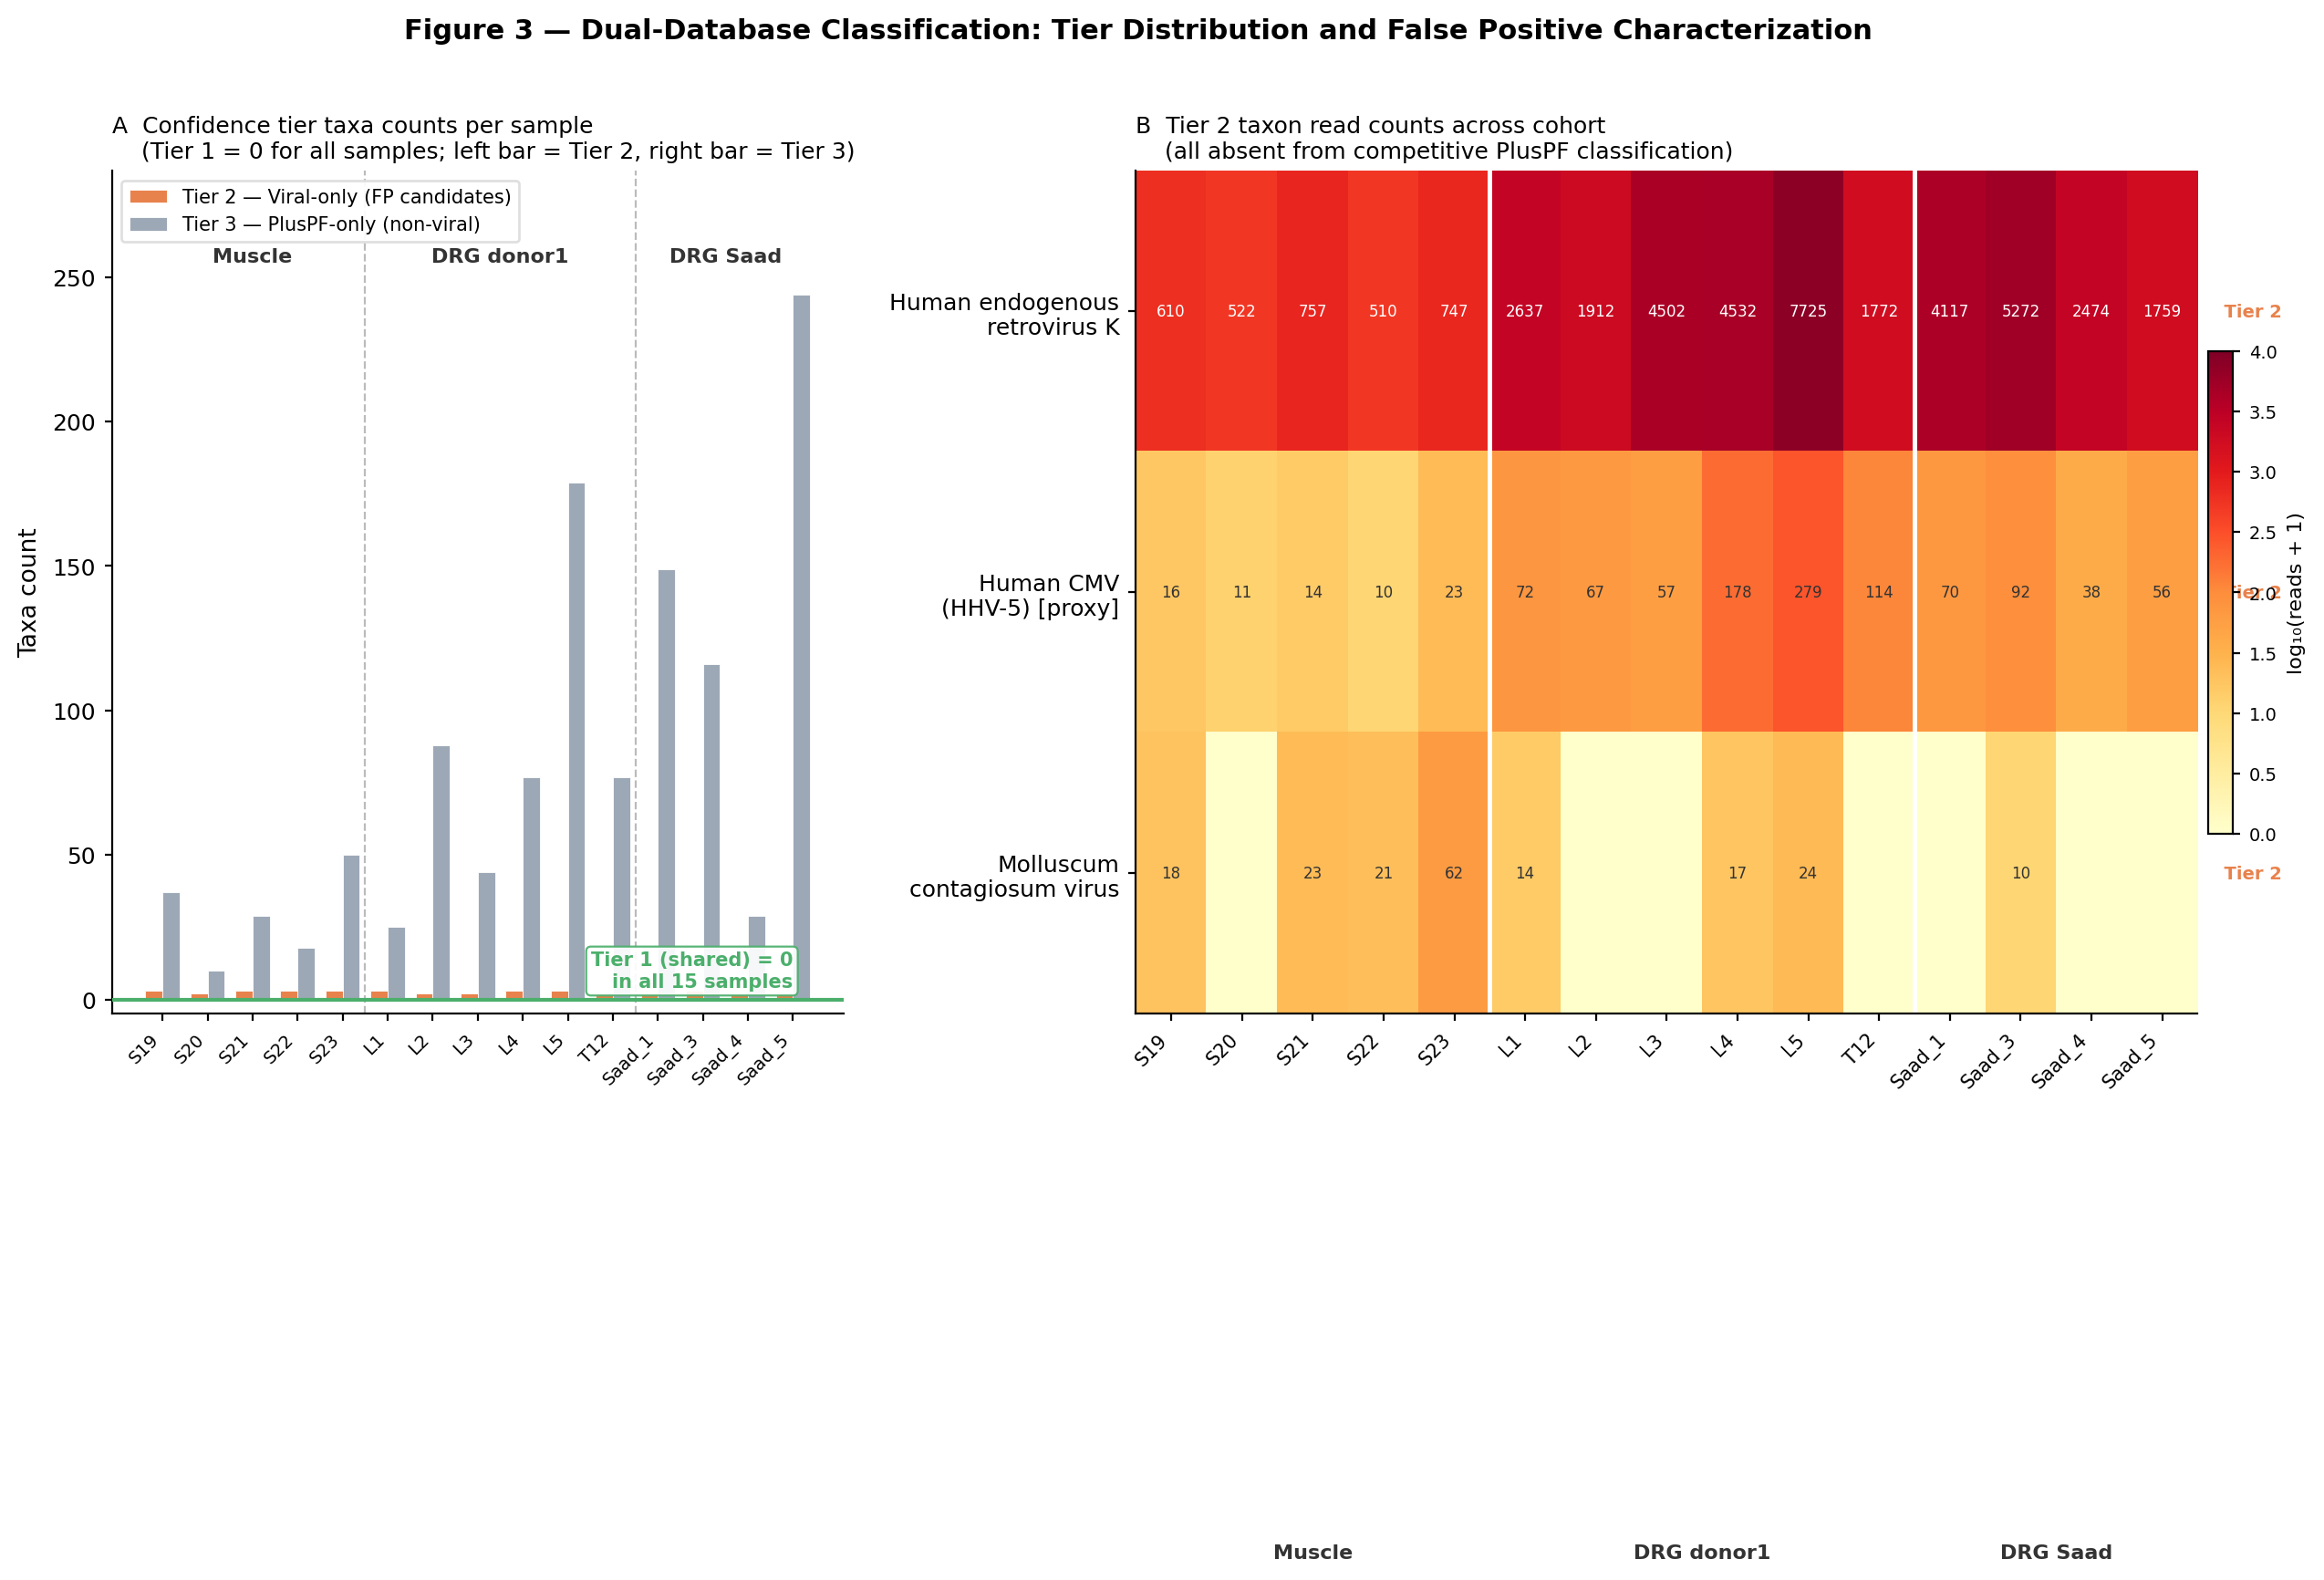 Figure 3 — Dual-Database Classification: Tier Distribution and False Positive Characterization
A  Confidence tier taxa counts per sample
(Tier 1 = 0 for all samples; left bar = Tier 2, right bar = Tier 3)
Tier 2 — Viral-only (FP candidates)
Tier 3 — PlusPF-only (non-viral)
Muscle
DRG donor1
DRG Saad
Taxa count
250
200
150
100
50
0
Tier 1 (shared) = 0
in all 15 samples
S19
S20
S21
S22
S23
L1
L2
L3
L4
L5
T12
Saad_1
Saad_3
Saad_4
Saad_5
B  Tier 2 taxon read counts across cohort
(all absent from competitive PlusPF classification)
Human endogenous
retrovirus K
610 522 757 510 747 2637 1912 4502 4532 7725 1772 4117 5272 2474 1759
Tier 2
Human CMV
(HHV-5) [proxy]
16 11 14 10 23 72 67 57 178 279 114 70 92 38 56
Tier 2
Molluscum
contagiosum virus
18 23 21 62 14 17 24 10
Tier 2
4.0
3.5
3.0
2.5
2.0
1.5
1.0
0.5
0.0
log₁₀(reads + 1)
S19
S20
S21
S22
S23
L1
L2
L3
L4
L5
T12
Saad_1
Saad_3
Saad_4
Saad_5
Muscle
DRG donor1
DRG Saad